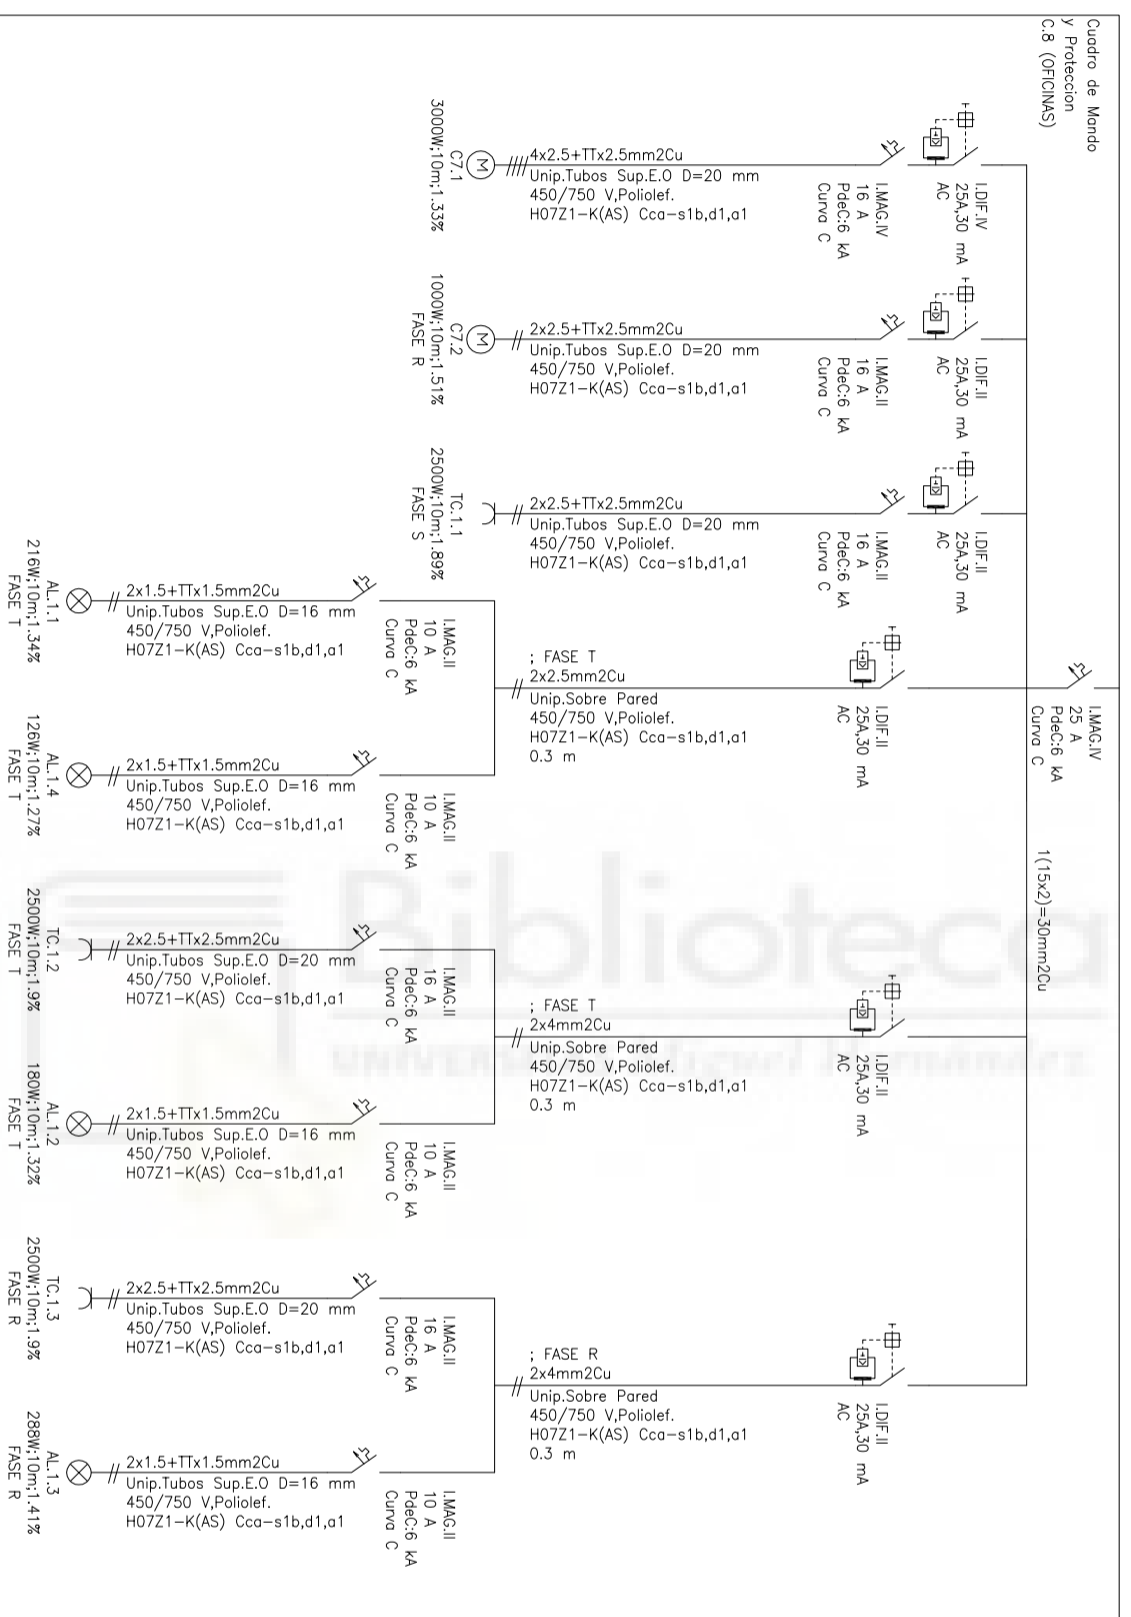 Cuadro de Mando
y Proteccion
C.8 (OFICINAS)
I.MAG.IV
25 A
PdeC:6 kA
Curva C
1(15x2)=30mm2Cu
I.DIF.IV
25A,30 mA
AC
I.MAG.IV
16 A
PdeC:6 kA
Curva C
4x2.5+TTx2.5mm2Cu
Unip.Tubos Sup.E.O D=20 mm
450/750 V,Poliolef.
H07Z1-K(AS) Cca-s1b,d1,a1
M
C7.1
3000W;10m;1.33%
I.DIF.II
25A,30 mA
AC
I.MAG.II
16 A
PdeC:6 kA
Curva C
2x2.5+TTx2.5mm2Cu
Unip.Tubos Sup.E.O D=20 mm
450/750 V,Poliolef.
H07Z1-K(AS) Cca-s1b,d1,a1
M
C7.2
1000W;10m;1.51%
FASE R
I.DIF.II
25A,30 mA
AC
I.MAG.II
16 A
PdeC:6 kA
Curva C
2x2.5+TTx2.5mm2Cu
Unip.Tubos Sup.E.O D=20 mm
450/750 V,Poliolef.
H07Z1-K(AS) Cca-s1b,d1,a1
TC.1.1
2500W;10m;1.89%
FASE S
I.DIF.II
25A,30 mA
AC
; FASE T
2x2.5mm2Cu
Unip.Sobre Pared
450/750 V,Poliolef.
H07Z1-K(AS) Cca-s1b,d1,a1
0.3 m
I.MAG.II
10 A
PdeC:6 kA
Curva C
2x1.5+TTx1.5mm2Cu
Unip.Tubos Sup.E.O D=16 mm
450/750 V,Poliolef.
H07Z1-K(AS) Cca-s1b,d1,a1
AL.1.1
216W;10m;1.34%
FASE T
I.MAG.II
10 A
PdeC:6 kA
Curva C
2x1.5+TTx1.5mm2Cu
Unip.Tubos Sup.E.O D=16 mm
450/750 V,Poliolef.
H07Z1-K(AS) Cca-s1b,d1,a1
AL.1.4
126W;10m;1.27%
FASE T
I.DIF.II
25A,30 mA
AC
; FASE T
2x4mm2Cu
Unip.Sobre Pared
450/750 V,Poliolef.
H07Z1-K(AS) Cca-s1b,d1,a1
0.3 m
I.MAG.II
16 A
PdeC:6 kA
Curva C
2x2.5+TTx2.5mm2Cu
Unip.Tubos Sup.E.O D=20 mm
450/750 V,Poliolef.
H07Z1-K(AS) Cca-s1b,d1,a1
TC.1.2
2500W;10m;1.9%
FASE T
I.MAG.II
10 A
PdeC:6 kA
Curva C
2x1.5+TTx1.5mm2Cu
Unip.Tubos Sup.E.O D=16 mm
450/750 V,Poliolef.
H07Z1-K(AS) Cca-s1b,d1,a1
AL.1.2
180W;10m;1.32%
FASE T
I.DIF.II
25A,30 mA
AC
; FASE R
2x4mm2Cu
Unip.Sobre Pared
450/750 V,Poliolef.
H07Z1-K(AS) Cca-s1b,d1,a1
0.3 m
I.MAG.II
16 A
PdeC:6 kA
Curva C
2x2.5+TTx2.5mm2Cu
Unip.Tubos Sup.E.O D=20 mm
450/750 V,Poliolef.
H07Z1-K(AS) Cca-s1b,d1,a1
TC.1.3
2500W;10m;1.9%
FASE R
I.MAG.II
10 A
PdeC:6 kA
Curva C
2x1.5+TTx1.5mm2Cu
Unip.Tubos Sup.E.O D=16 mm
450/750 V,Poliolef.
H07Z1-K(AS) Cca-s1b,d1,a1
AL.1.3
288W;10m;1.41%
FASE R
Biblioteca
UNIVERSITAS Miguel Hernández